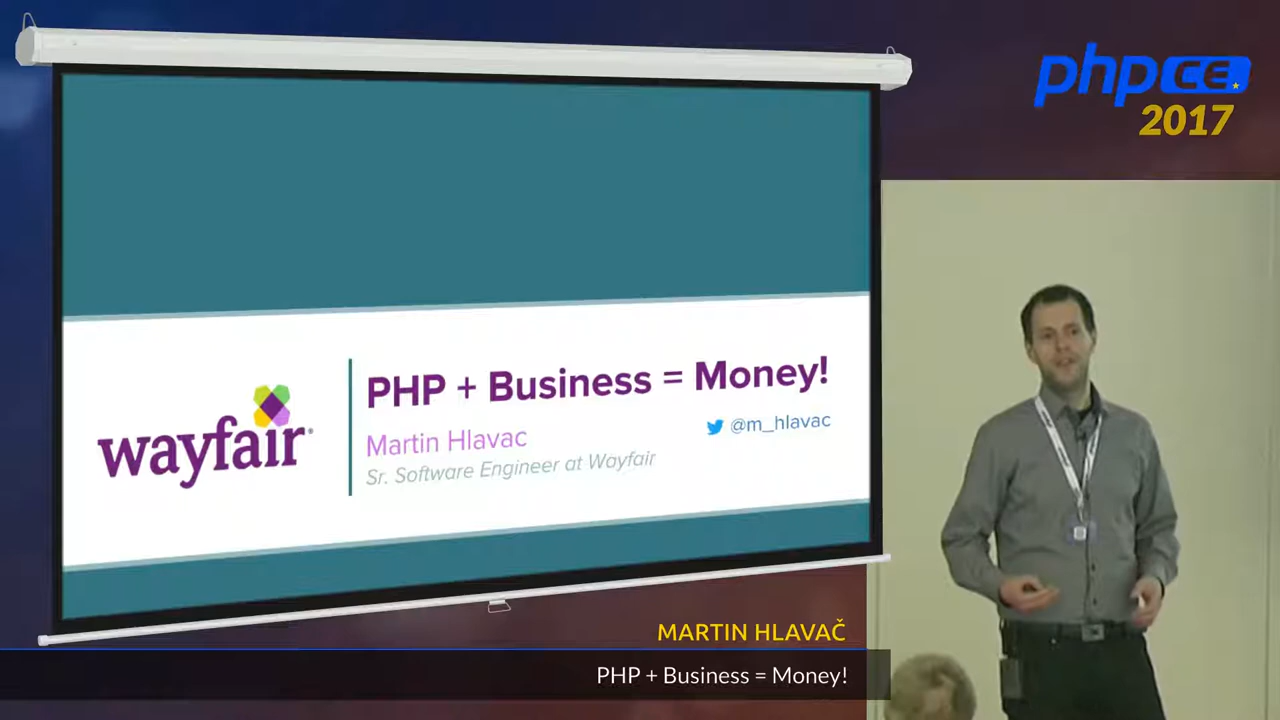 phpCE
2017
wayfair
PHP + Business = Money!
Martin Hlavac
@m_hlavac
Sr. Software Engineer at Wayfair
MARTIN HLAVAČ
PHP + Business = Money!